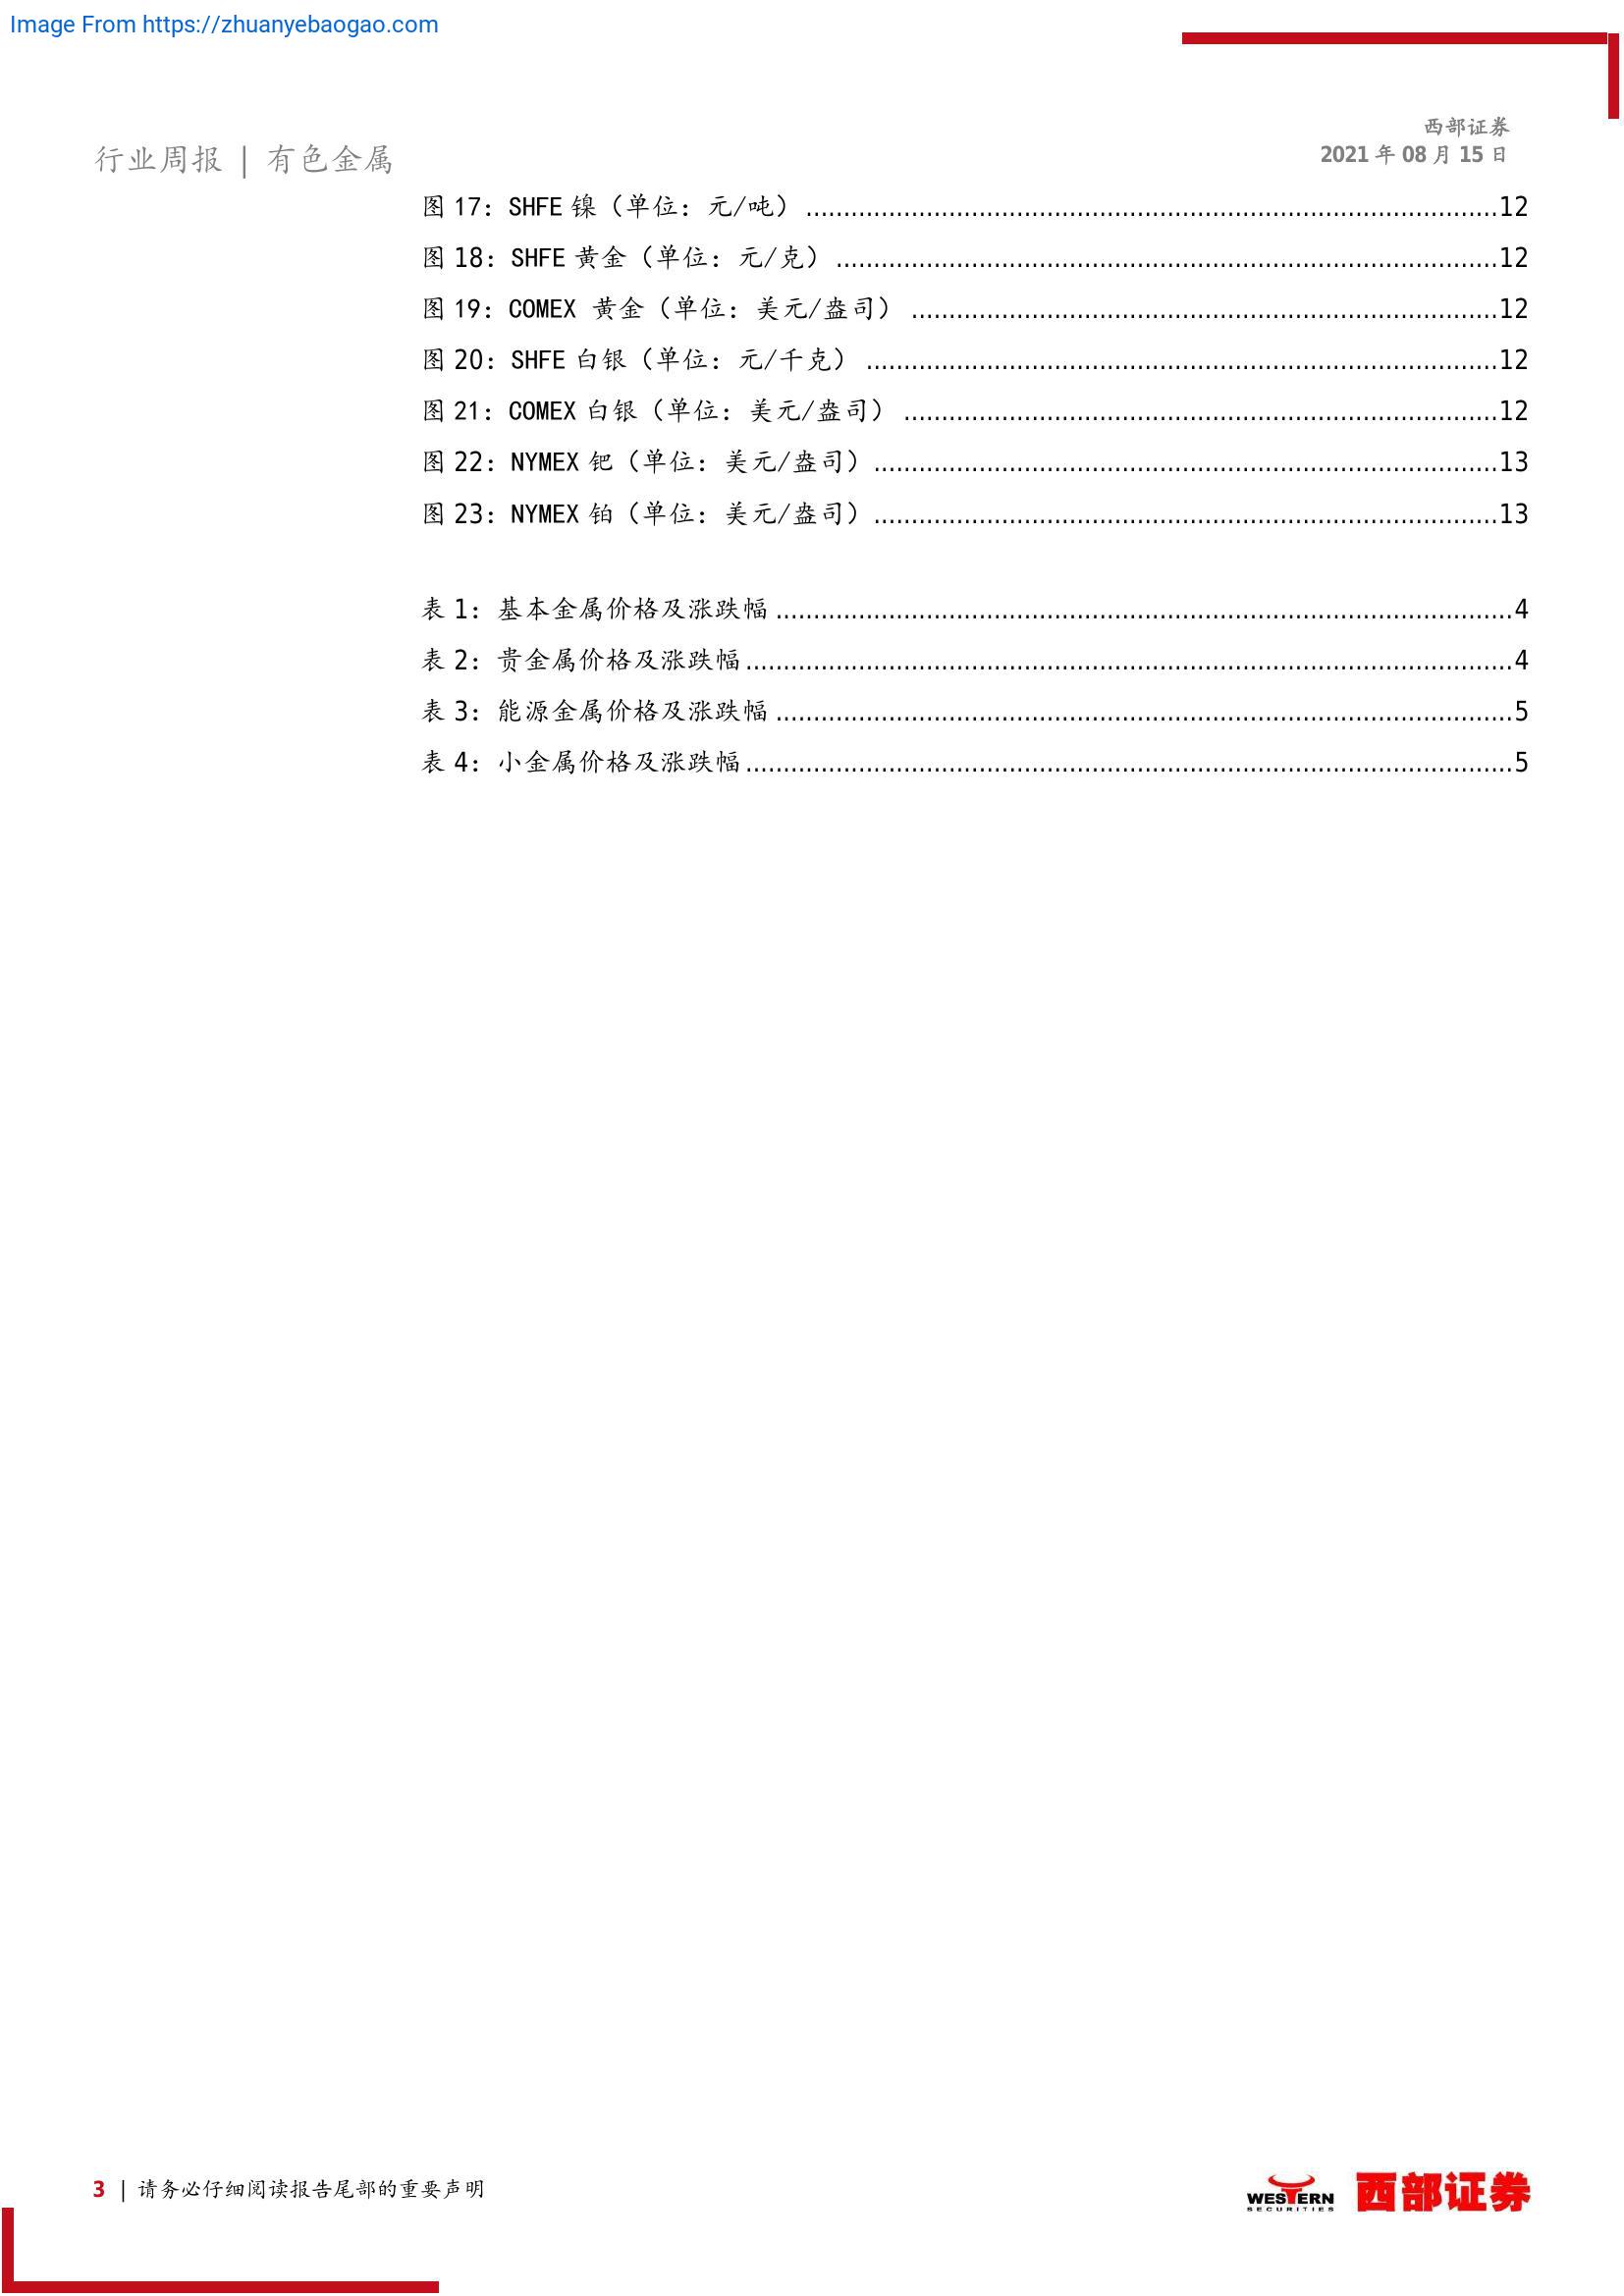 Image From https://zhuanyebaogao.com
西部证券
行业周报 | 有色金属
2021 年 08 月 15 日
图 17：SHFE 镍（单位：元/吨） ............................................................12
图 18：SHFE 黄金（单位：元/克） ............................................................12
图 19：COMEX 黄金（单位：美元/盎司） ............................................................12
图 20：SHFE 白银（单位：元/千克） ............................................................12
图 21：COMEX 白银（单位：美元/盎司） ............................................................12
图 22：NYMEX 钯（单位：美元/盎司）............................................................13
图 23：NYMEX 铂（单位：美元/盎司）............................................................13
表 1：基本金属价格及涨跌幅 ............................................................4
表 2：贵金属价格及涨跌幅............................................................4
表 3：能源金属价格及涨跌幅 ............................................................5
表 4：小金属价格及涨跌幅............................................................5
3 | 请务必仔细阅读报告尾部的重要声明
WESTERN
SECURITIES
西部证券